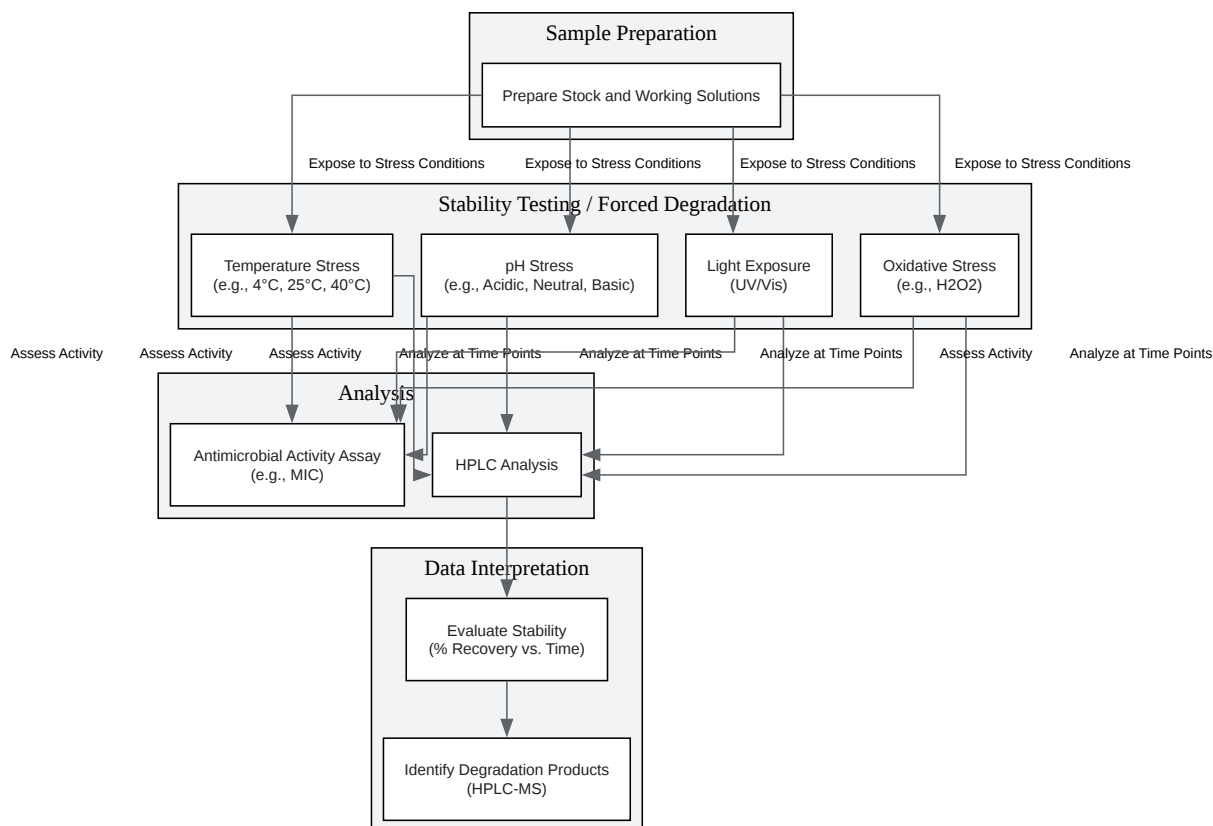 Sample Preparation
Prepare Stock and Working Solutions
Expose to Stress Conditions
Expose to Stress Conditions
Expose to Stress Conditions
Expose to Stress Conditions
Stability Testing / Forced Degradation
Temperature Stress
(e.g., 4°C, 25°C, 40°C)
pH Stress
(e.g., Acidic, Neutral, Basic)
Light Exposure
(UV/Vis)
Oxidative Stress
(e.g., H2O2)
Assess Activity
Assess Activity
Assess Activity
Analyze at Time Points
Analyze at Time Points
Analyze at Time Points
Assess Activity
Analyze at Time Points
Analysis
Antimicrobial Activity Assay
(e.g., MIC)
HPLC Analysis
Data Interpretation
Evaluate Stability
(% Recovery vs. Time)
Identify Degradation Products
(HPLC-MS)